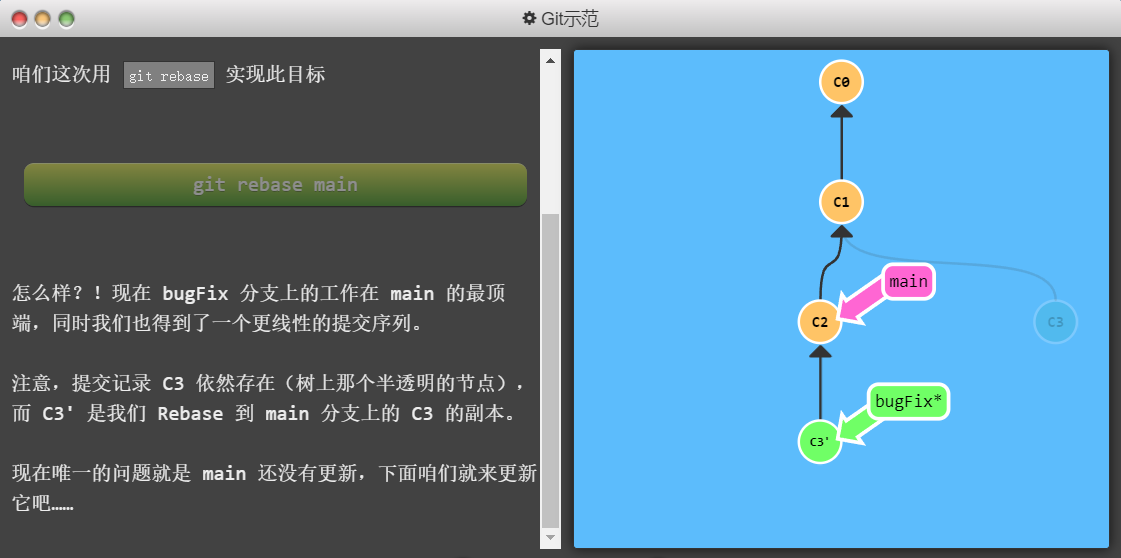 Git示范
咱们这次用 git rebase 实现此目标
git rebase main
怎么样？！现在 bugFix 分支上的工作在 main 的最顶
端，同时我们也得到了一个更线性的提交序列。
注意，提交记录 C3 依然存在（树上那个半透明的节点），
而 C3' 是我们 Rebase 到 main 分支上的 C3 的副本。
现在唯一的问题就是 main 还没有更新，下面咱们就来更新
它吧……
C0
C1
main
C2
C3
bugFix*
C3'